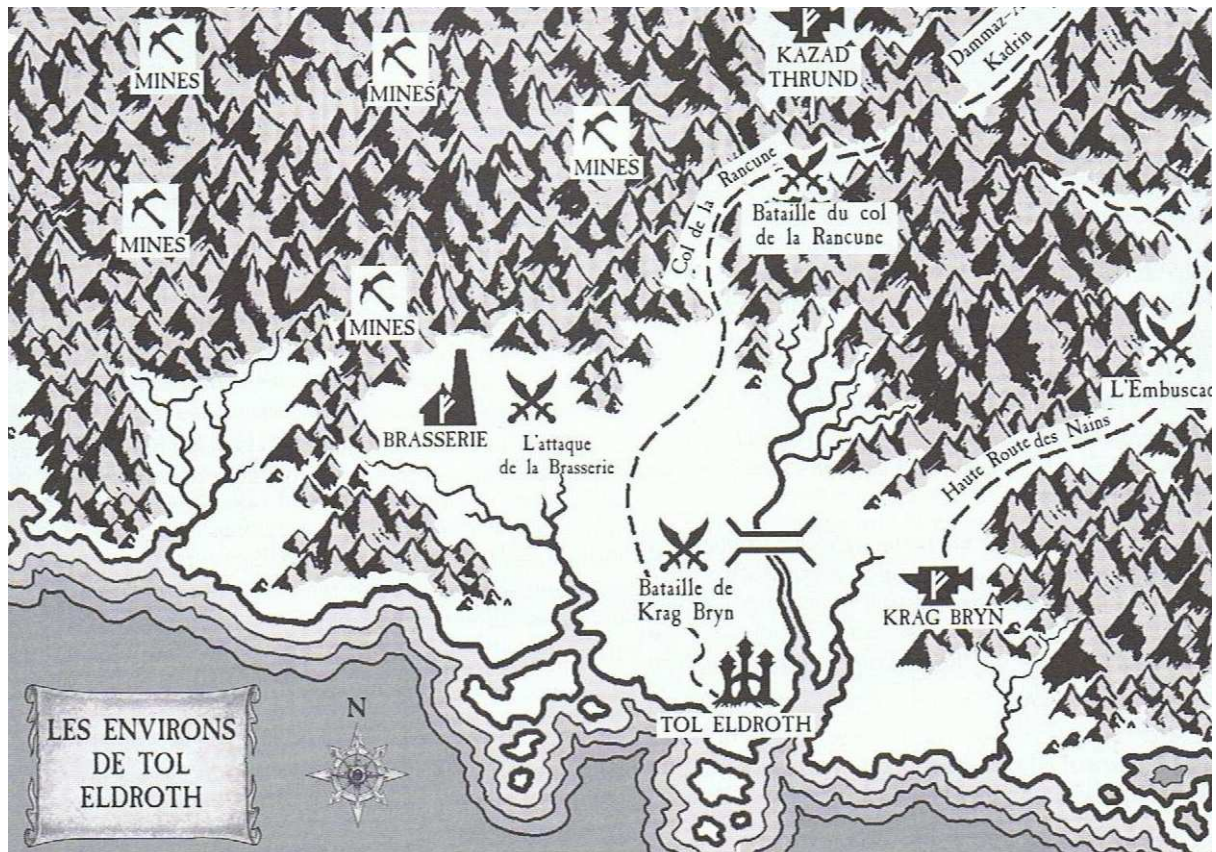 MINES
MINES
KAZAD
THRUND
Dammaz-
Kadrin
MINES
MINES
Col de la Rancune
Bataille du col
de la Rancune
MINES
BRASSERIE
L'attaque
de la Brasserie
L'Embuscad
Haute Route des Nains
Bataille de
Krag Bryn
KRAG BRYN
TOL ELDROTH
N
LES ENVIRONS
DE TOL
ELDROTH